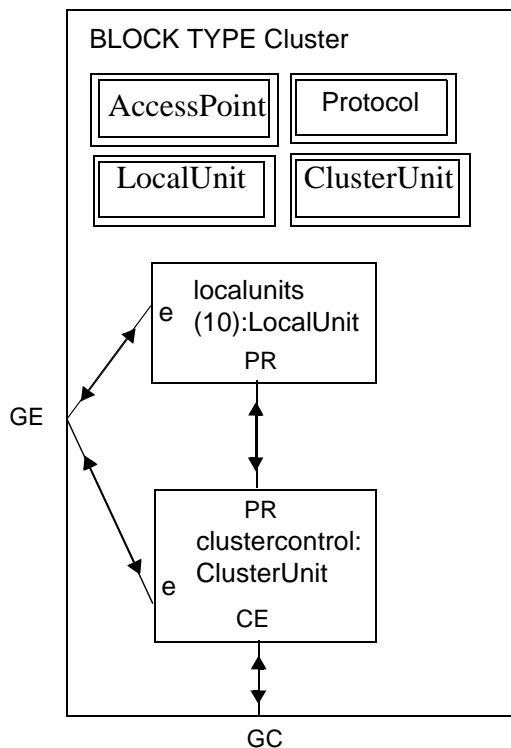 BLOCK TYPE Cluster
AccessPoint
Protocol
LocalUnit
ClusterUnit
localunits
e
(10):LocalUnit
PR
GE
PR
clustercontrol:
ClusterUnit
e
CE
GC